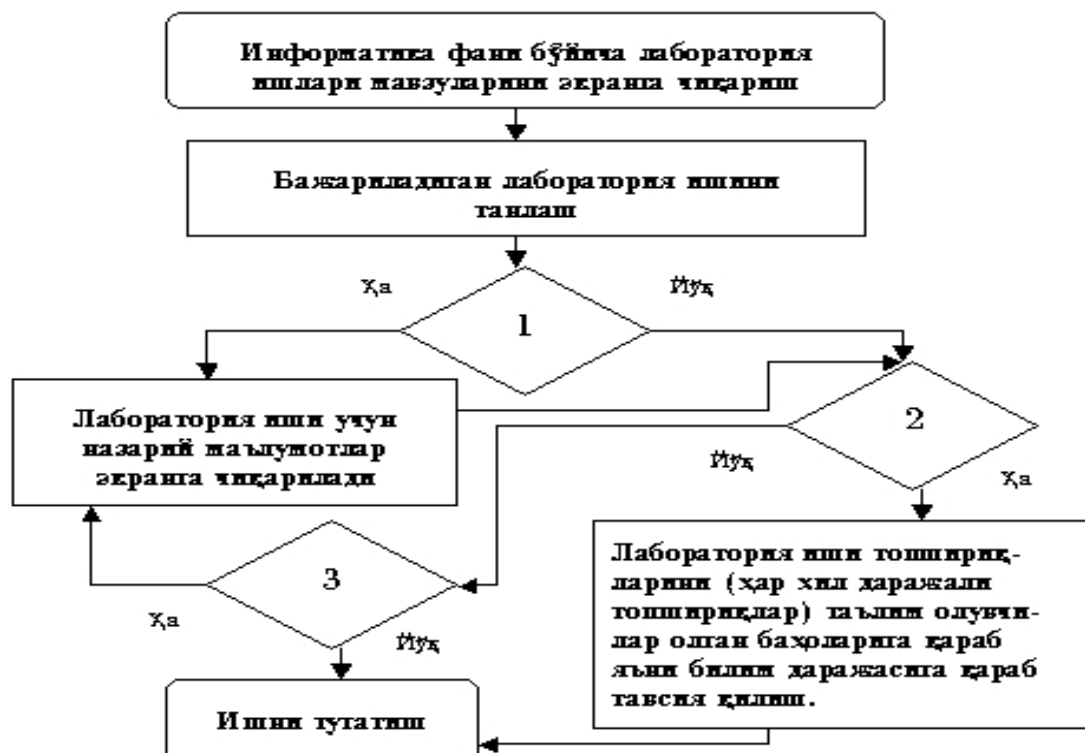 Информатика фани бўйича лаборатория
ишлари мавзуларини экранга чиқариш
Бажариладиган лаборатория ишини
танлаш
Ҳа
Йўқ
1
Лаборатория иши учун
назарий маълумотлар
экранга чиқарилади
2
Йўқ
Ҳа
3
Ҳа
Йўқ
Лаборатория иши топшириқ-
ларини (ҳар хил даражали
топшириқлар) таълим олувчи-
лар олган баҳоларига қараб
яъни билим даражасига қараб
тавсия қилиш.
Ишни тугатиш